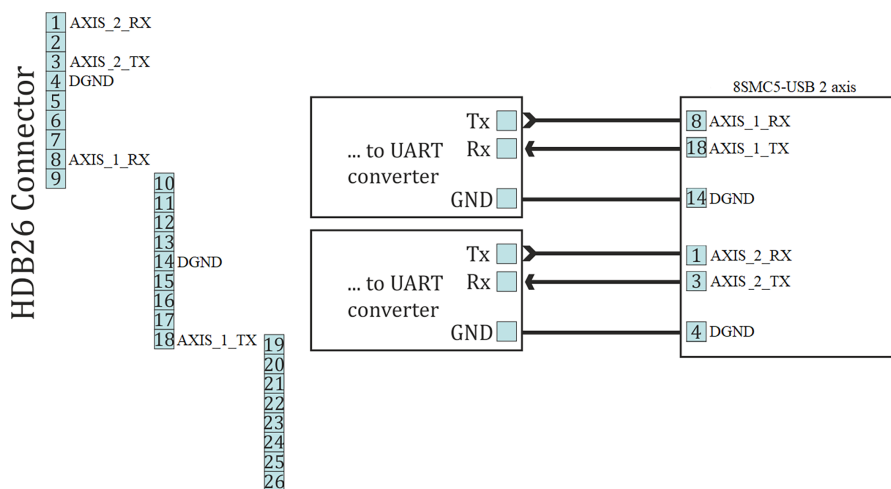 HDB26 Connector
1 AXIS_2_RX
2
3 AXIS_2_TX
4 DGND
5
6
7
8 AXIS_1_RX
9
10
11
12
13
14 DGND
15
16
17
18 AXIS_1_TX
19
20
21
22
23
24
25
26
... to UART
converter
Tx
Rx
GND
... to UART
converter
Tx
Rx
GND
8SMC5-USB 2 axis
8 AXIS_1_RX
18 AXIS_1_TX
14 DGND
1 AXIS_2_RX
3 AXIS_2_TX
4 DGND